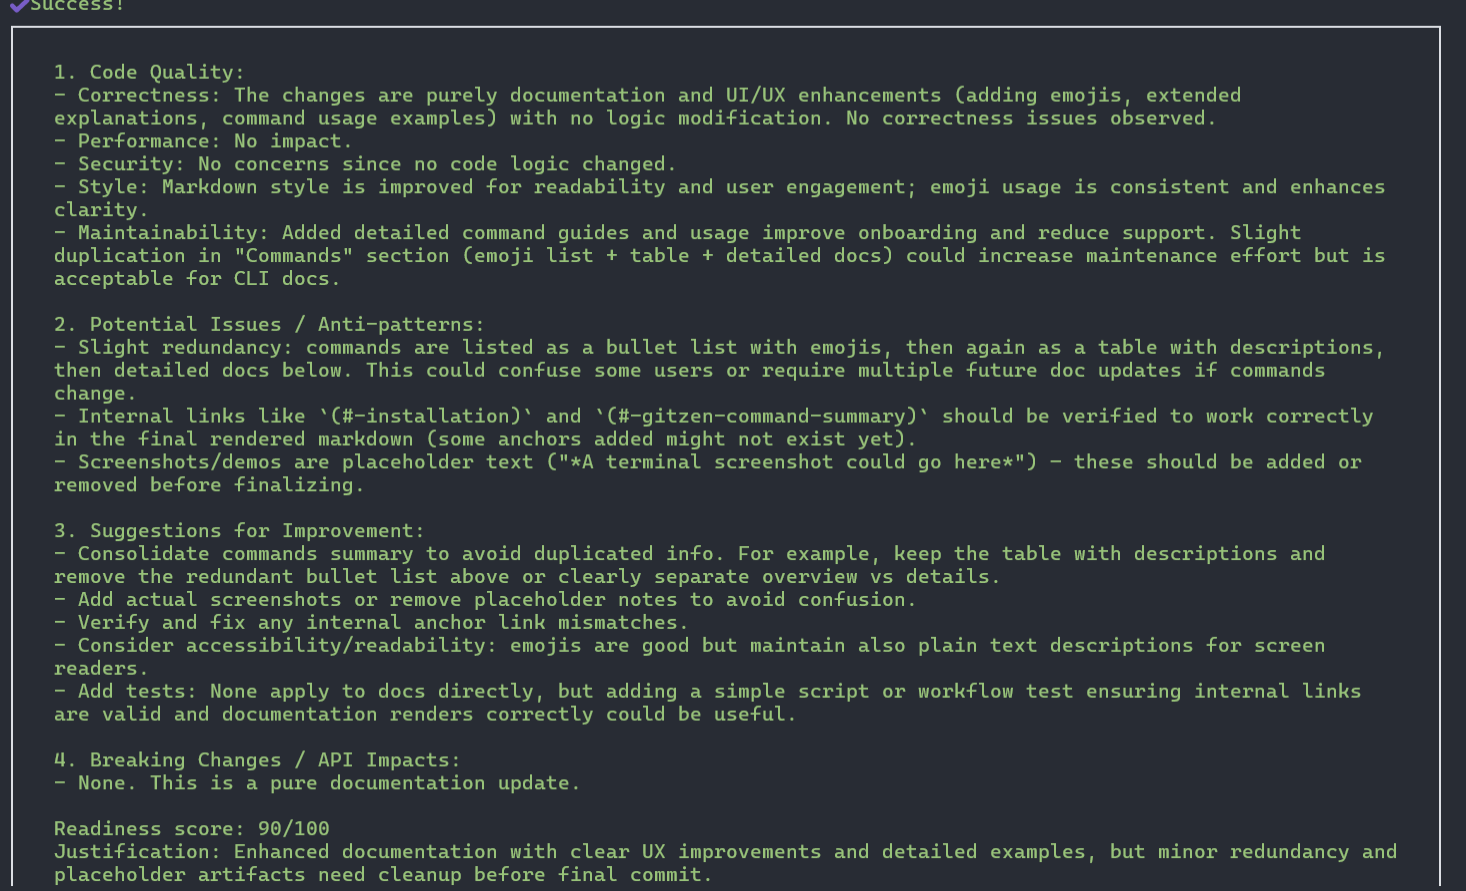 ✔Success!
1. Code Quality:
- Correctness: The changes are purely documentation and UI/UX enhancements (adding emojis, extended
explanations, command usage examples) with no logic modification. No correctness issues observed.
- Performance: No impact.
- Security: No concerns since no code logic changed.
- Style: Markdown style is improved for readability and user engagement; emoji usage is consistent and enhances
clarity.
- Maintainability: Added detailed command guides and usage improve onboarding and reduce support. Slight
duplication in "Commands" section (emoji list + table + detailed docs) could increase maintenance effort but is
acceptable for CLI docs.
2. Potential Issues / Anti-patterns:
- Slight redundancy: commands are listed as a bullet list with emojis, then again as a table with descriptions,
then detailed docs below. This could confuse some users or require multiple future doc updates if commands
change.
- Internal links like `(#-installation)` and `(#-gitzen-command-summary)` should be verified to work correctly
in the final rendered markdown (some anchors added might not exist yet).
- Screenshots/demos are placeholder text ("*A terminal screenshot could go here*") - these should be added or
removed before finalizing.
3. Suggestions for Improvement:
- Consolidate commands summary to avoid duplicated info. For example, keep the table with descriptions and
remove the redundant bullet list above or clearly separate overview vs details.
- Add actual screenshots or remove placeholder notes to avoid confusion.
- Verify and fix any internal anchor link mismatches.
- Consider accessibility/readability: emojis are good but maintain also plain text descriptions for screen
readers.
- Add tests: None apply to docs directly, but adding a simple script or workflow test ensuring internal links
are valid and documentation renders correctly could be useful.
4. Breaking Changes / API Impacts:
- None. This is a pure documentation update.
Readiness score: 90/100
Justification: Enhanced documentation with clear UX improvements and detailed examples, but minor redundancy and
placeholder artifacts need cleanup before final commit.